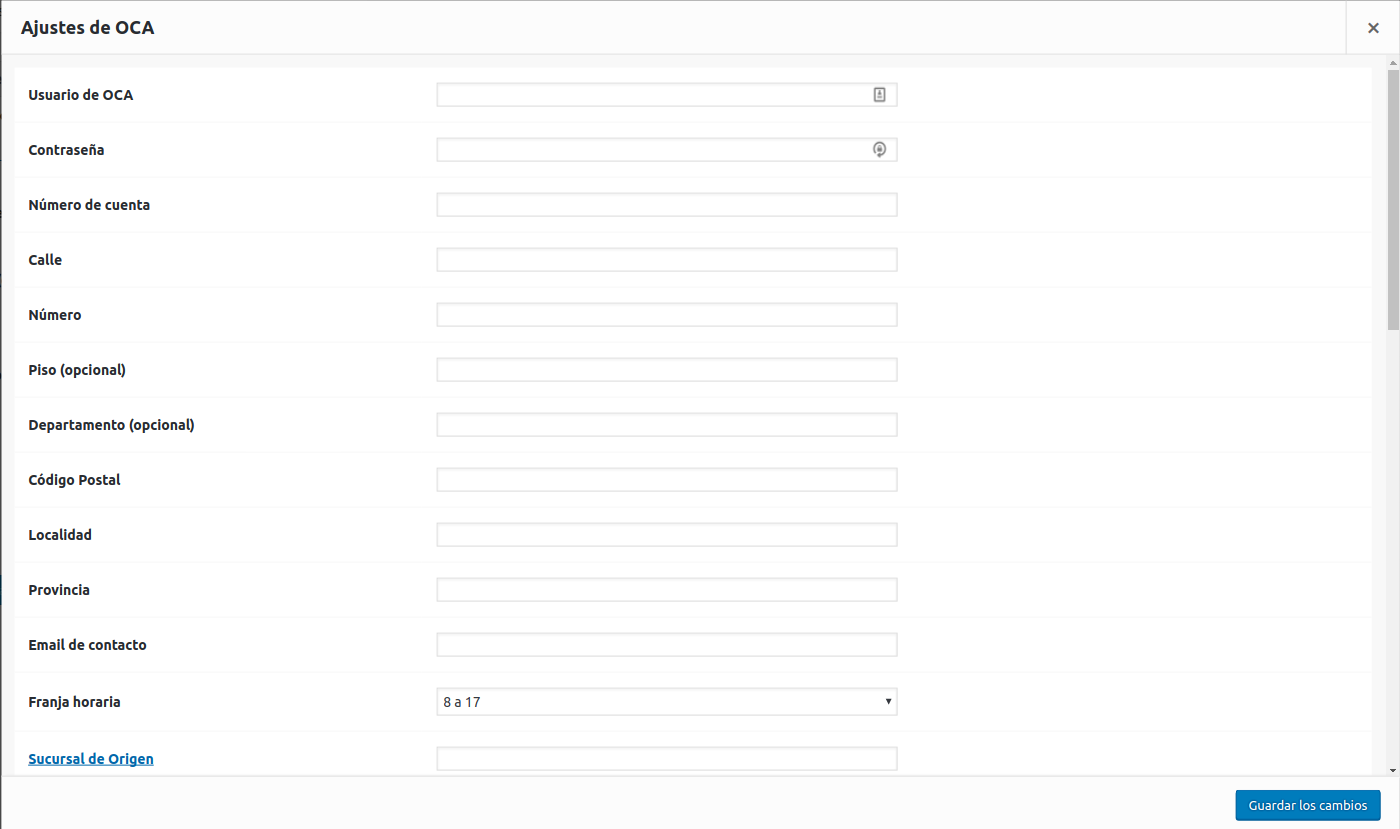 Ajustes de OCA
Usuario de OCA
Contraseña
Número de cuenta
Calle
Número
Piso (opcional)
Departamento (opcional)
Código Postal
Localidad
Provincia
Email de contacto
Franja horaria 8 a 17
Sucursal de Origen
Guardar los cambios